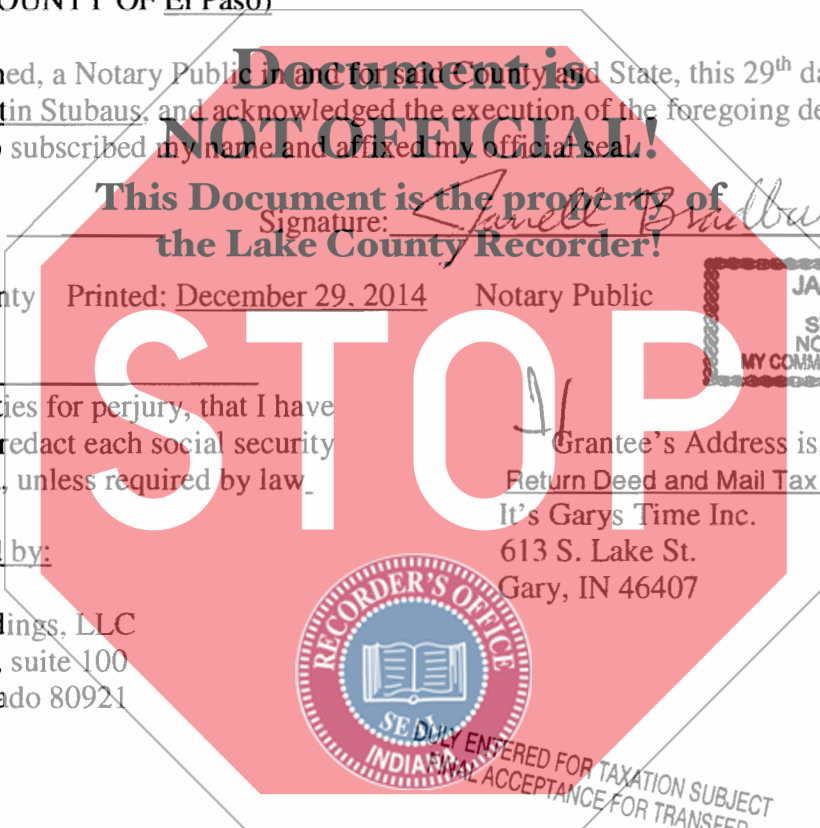 COUNTY OF El Paso)
Document is
ned, a Notary Public in and for said County and State, this 29th da
tin Stubaus, and acknowledged the execution of the foregoing de
NOT OFFICIAL!
subscribed my name and affixed my official seal.
This Document is the property of
Signature: Janell Bradbu
the Lake County Recorder!
nty Printed: December 29, 2014 Notary Public
JA
S
NO
MY COMM
STOP
ties for perjury, that I have
redact each social security
, unless required by law
Grantee's Address is
Return Deed and Mail Tax
It's Garys Time Inc.
613 S. Lake St.
Gary, IN 46407
d by:
dings, LLC
, suite 100
ado 80921
RECORDER'S OFFICE
SEAL
INDIANA
DULY ENTERED FOR TAXATION SUBJECT
FINAL ACCEPTANCE FOR TRANSFER